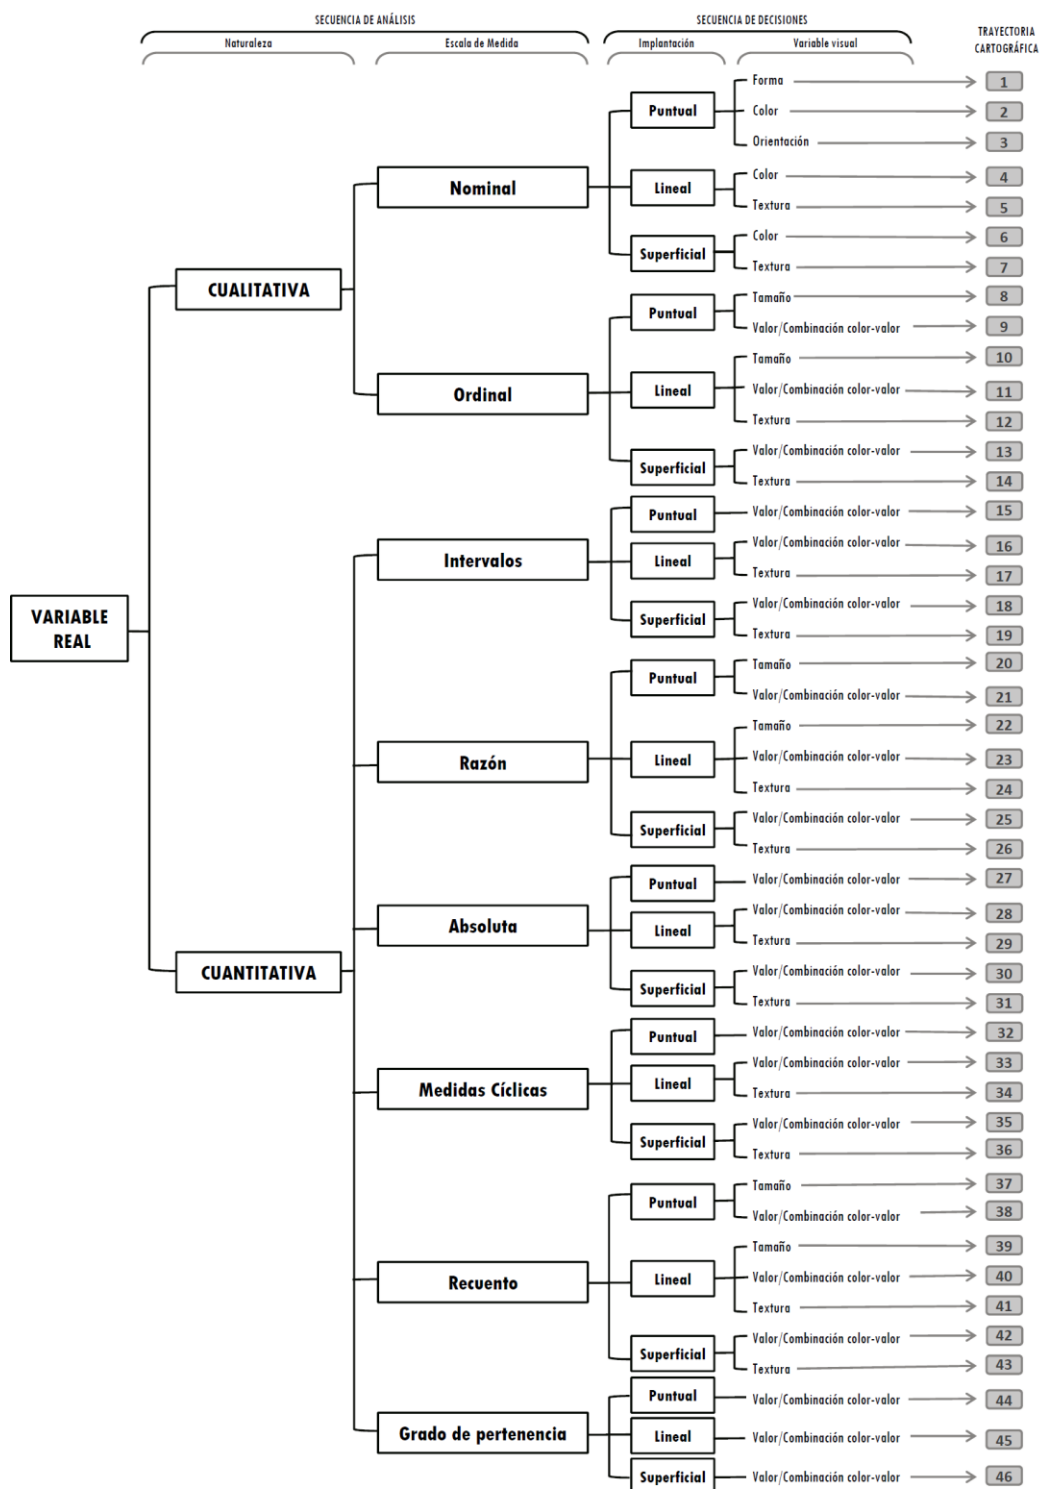 SECUENCIA DE ANÁLISIS
SECUENCIA DE DECISIONES
TRAYECTORIA
CARTOGRÁFICA
Naturaleza
Escala de Medida
Implantación
Variable visual
VARIABLE
REAL
CUALITATIVA
Nominal
Puntual
Forma
1
Color
2
Orientación
3
Lineal
Color
4
Textura
5
Superficial
Color
6
Textura
7
Ordinal
Puntual
Tamaño
8
Valor/Combinación color-valor
9
Lineal
Tamaño
10
Valor/Combinación color-valor
11
Textura
12
Superficial
Valor/Combinación color-valor
13
Textura
14
CUANTITATIVA
Intervalos
Puntual
Valor/Combinación color-valor
15
Lineal
Valor/Combinación color-valor
16
Textura
17
Superficial
Valor/Combinación color-valor
18
Textura
19
Razón
Puntual
Tamaño
20
Valor/Combinación color-valor
21
Lineal
Tamaño
22
Valor/Combinación color-valor
23
Textura
24
Superficial
Valor/Combinación color-valor
25
Textura
26
Absoluta
Puntual
Valor/Combinación color-valor
27
Lineal
Valor/Combinación color-valor
28
Textura
29
Superficial
Valor/Combinación color-valor
30
Textura
31
Medidas Cíclicas
Puntual
Valor/Combinación color-valor
32
Lineal
Valor/Combinación color-valor
33
Textura
34
Superficial
Valor/Combinación color-valor
35
Textura
36
Recuento
Puntual
Tamaño
37
Valor/Combinación color-valor
38
Lineal
Tamaño
39
Valor/Combinación color-valor
40
Textura
41
Superficial
Valor/Combinación color-valor
42
Textura
43
Grado de pertenencia
Puntual
Valor/Combinación color-valor
44
Lineal
Valor/Combinación color-valor
45
Superficial
Valor/Combinación color-valor
46